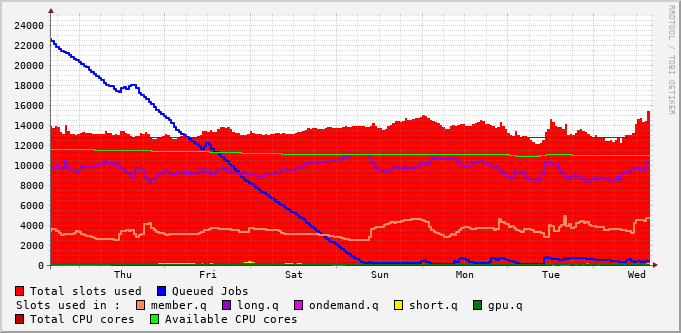 RRDTOOL / TOBI OETIKER
24000
22000
20000
18000
16000
14000
12000
10000
8000
6000
4000
2000
0
Thu Fri Sat Sun Mon Tue Wed
Total slots used Queued Jobs
Slots used in : member.q long.q ondemand.q short.q gpu.q
Total CPU cores Available CPU cores